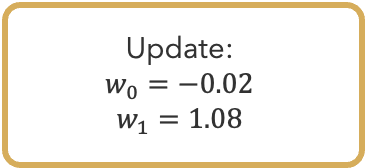 Update:
w₀ = −0.02
w₁ = 1.08